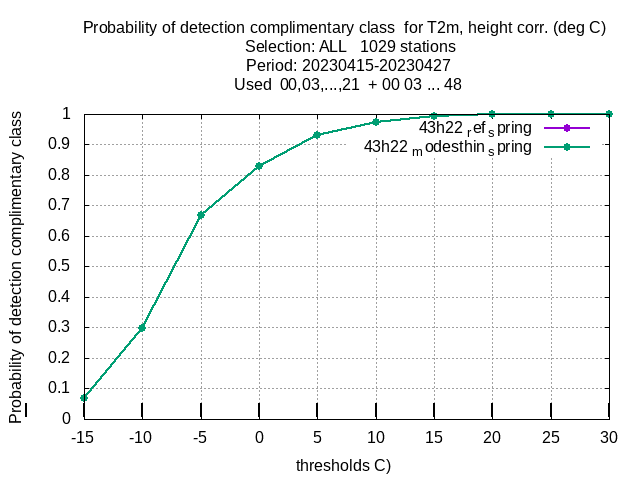 Probability of detection complimentary class  for T2m, height corr. (deg C)
Selection: ALL   1029 stations
Period: 20230415-20230427
Used  00,03,...,21  + 00 03 ... 48
Probability of detection complimentary class
1
0.9
0.8
0.7
0.6
0.5
0.4
0.3
0.2
0.1
0
43h22 ref spring
43h22 modesthin spring
-15 -10 -5 0 5 10 15 20 25 30
thresholds C)